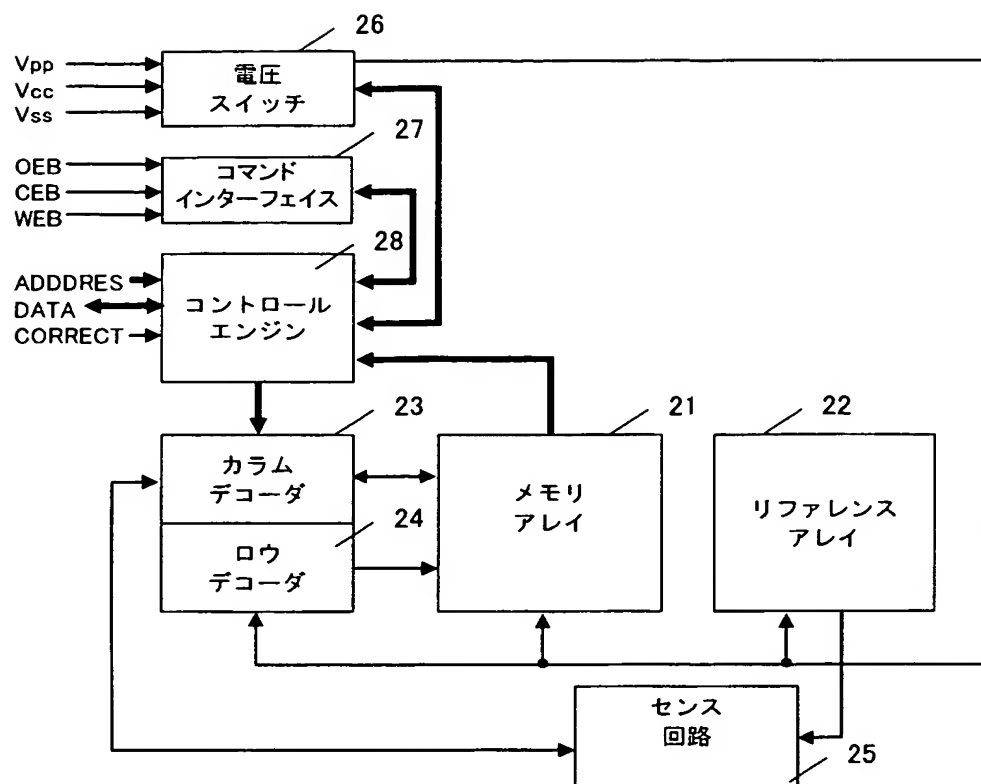 26
Vpp
Vcc
Vss
電圧
スイッチ
27
OEB
CEB
WEB
コマンド
インターフェイス
28
ADDDRES
DATA
CORRECT
コントロール
エンジン
23
21
22
カラム
デコーダ
24
ロウ
デコーダ
メモリ
アレイ
リファレンス
アレイ
センス
回路
25